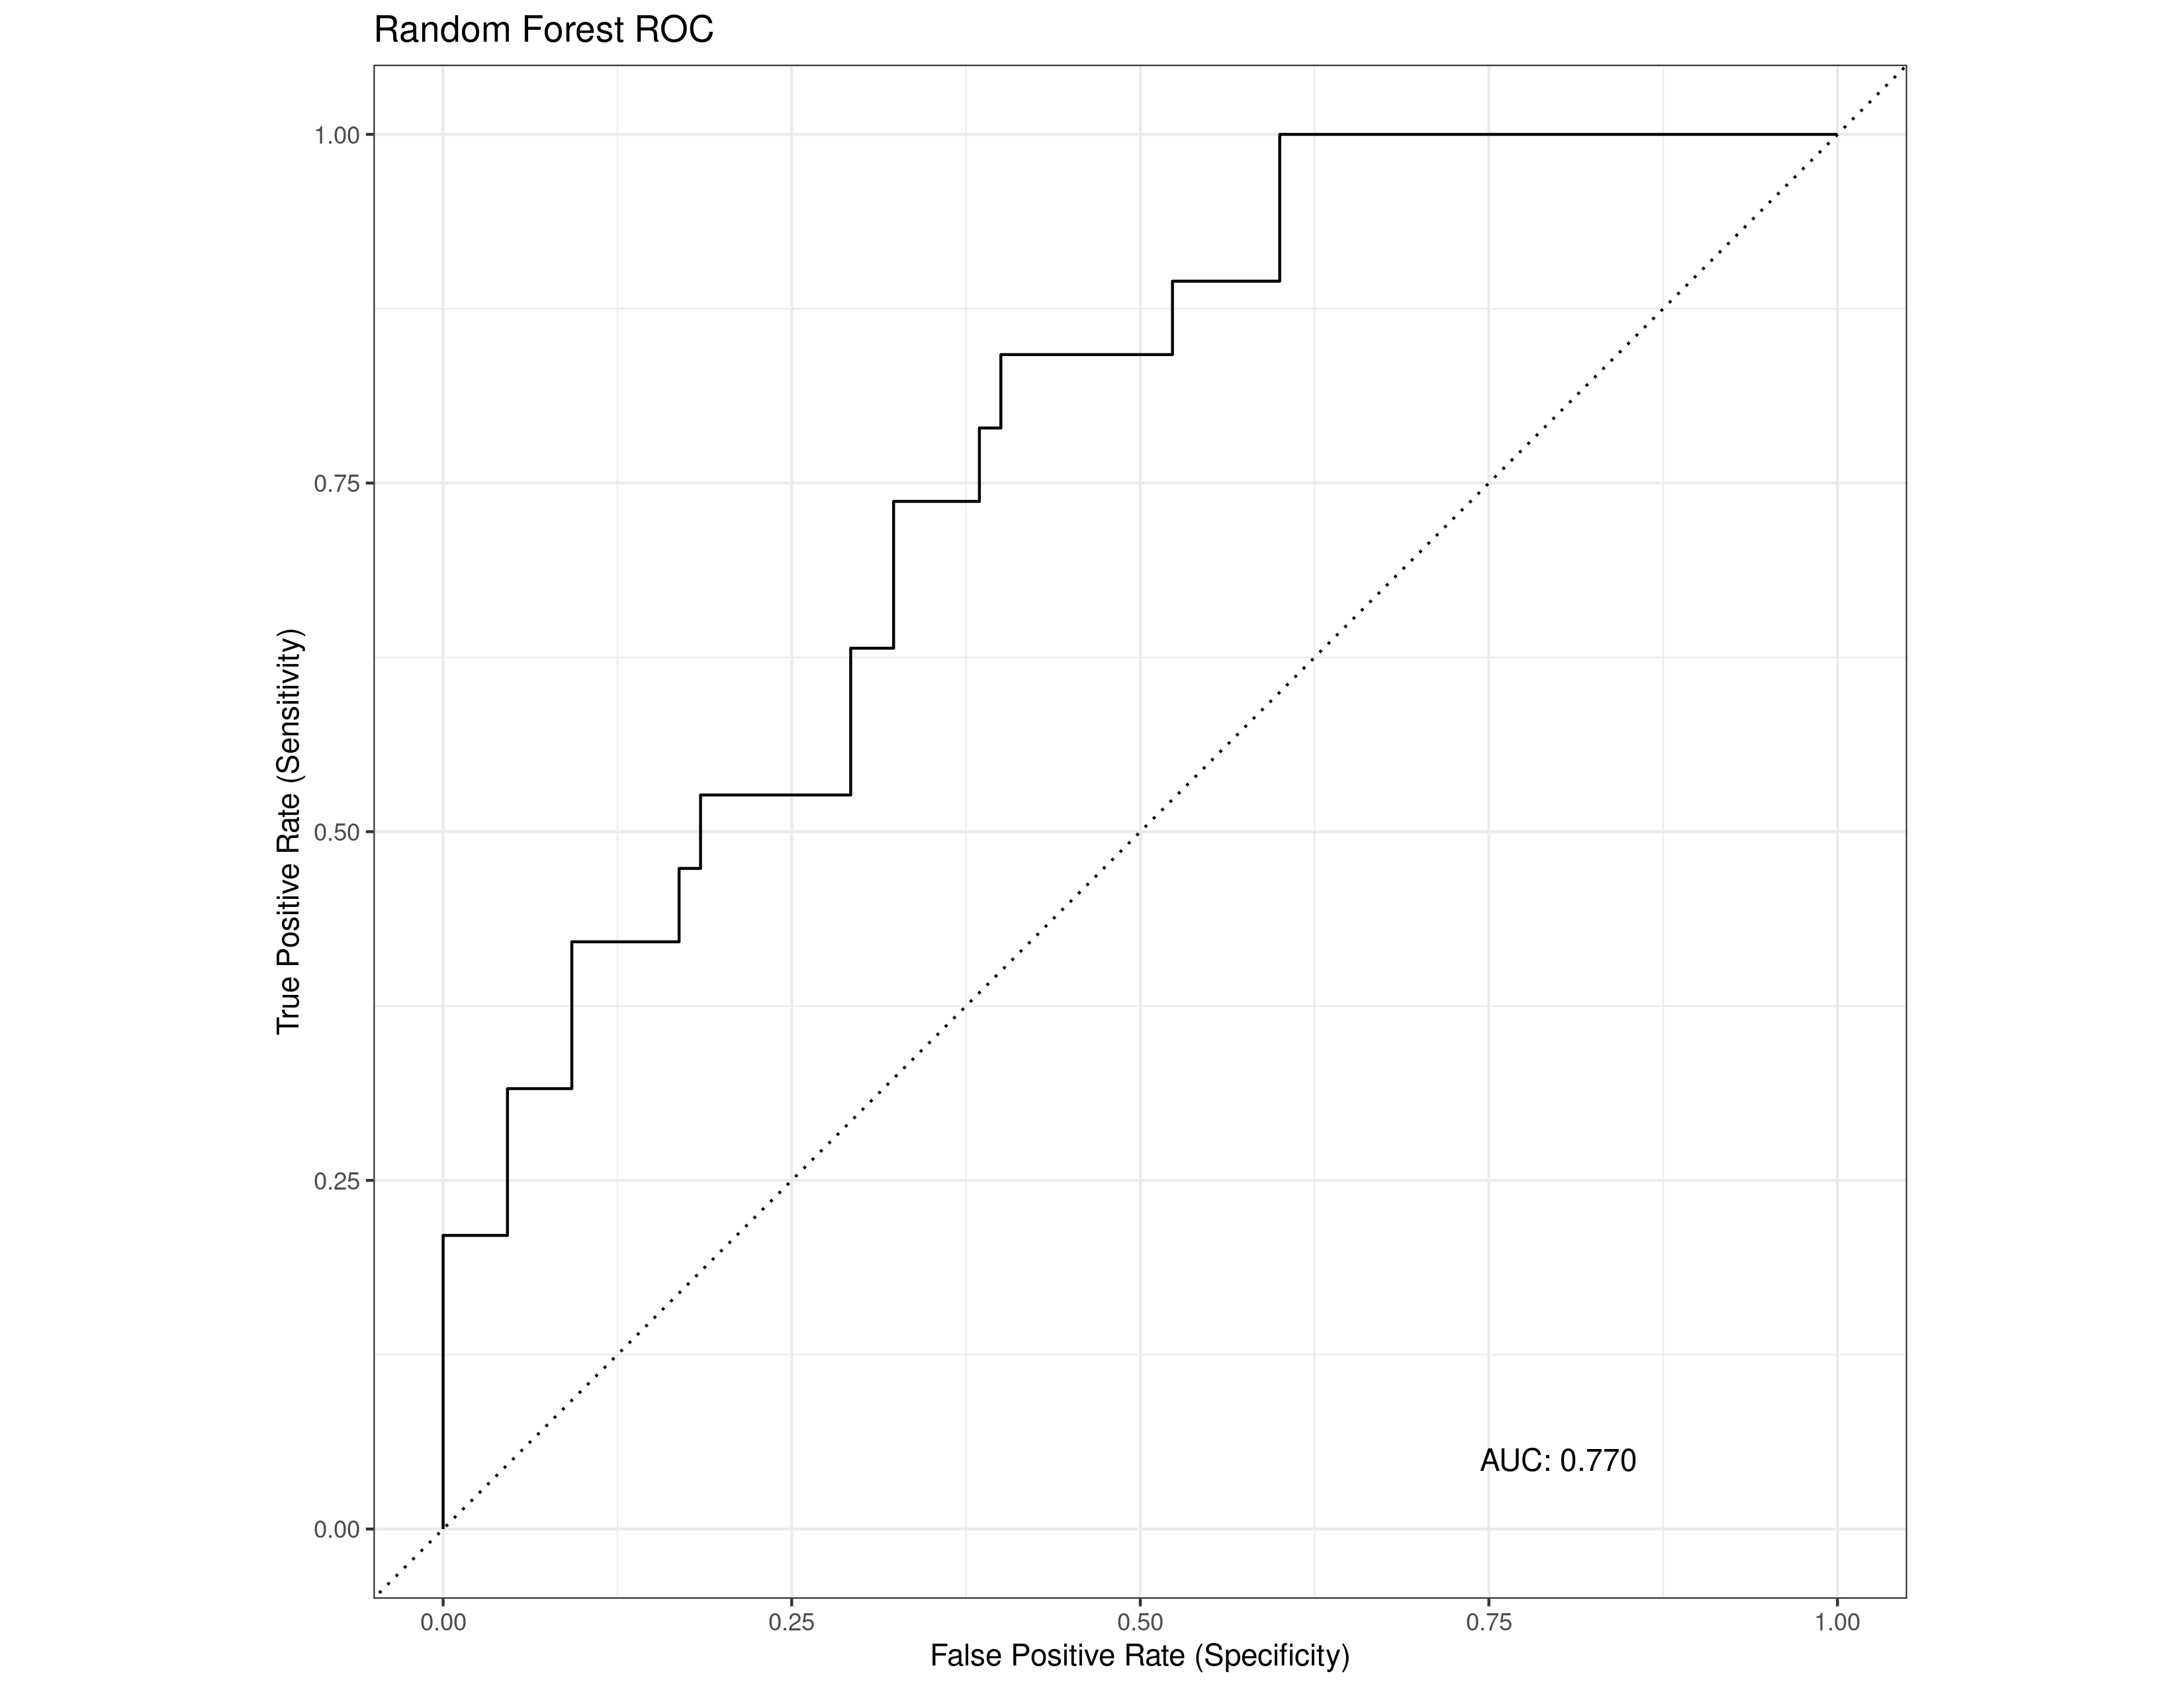 Random Forest ROC
1.00
0.75
0.50
0.25
0.00
True Positive Rate (Sensitivity)
AUC: 0.770
0.00 0.25 0.50 0.75 1.00
False Positive Rate (Specificity)